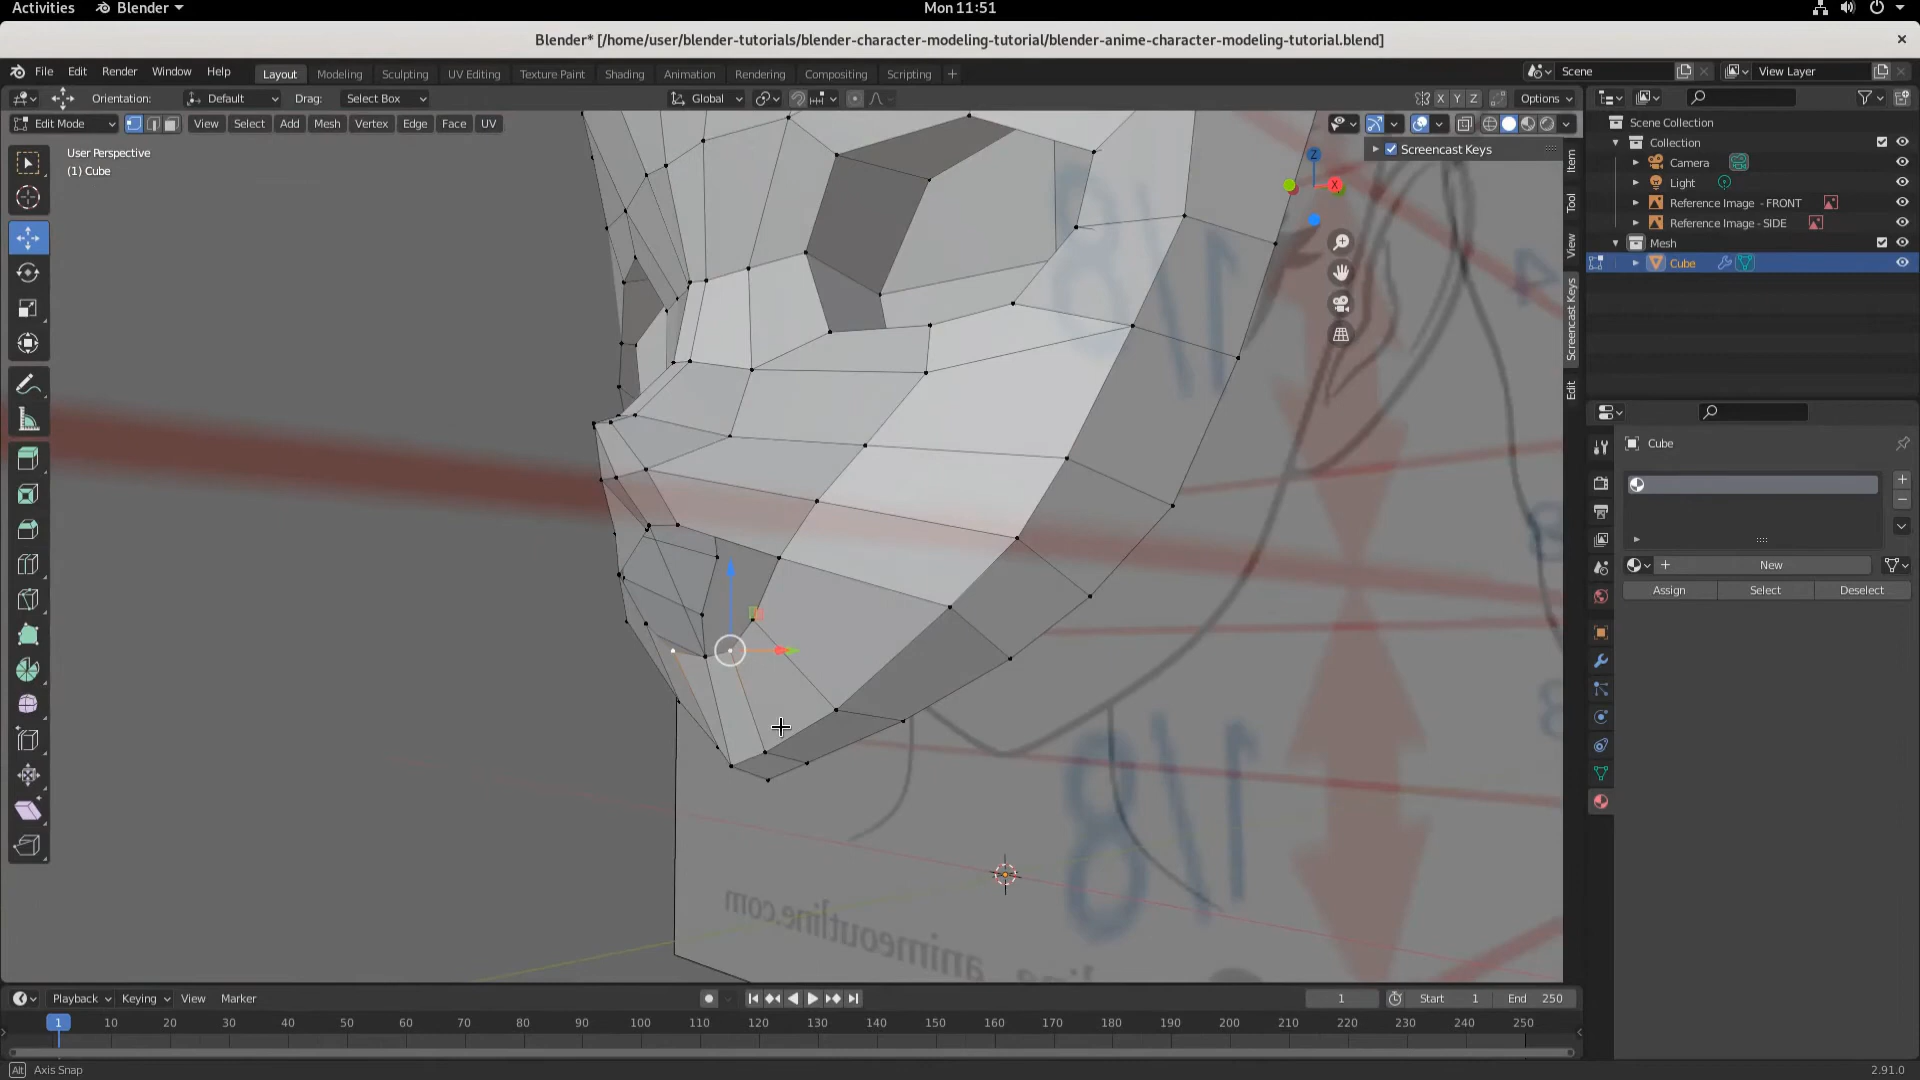 Activities Blender Mon 11:51
Blender* [/home/user/blender-tutorials/blender-character-modeling-tutorial/blender-anime-character-modeling-tutorial.blend]
File Edit Render Window Help Layout Modeling Sculpting UV Editing Texture Paint Shading Animation Rendering Compositing Scripting + Scene View Layer
Orientation: Default Drag: Select Box Global X Y Z Options
Edit Mode View Select Add Mesh Vertex Edge Face UV
User Perspective
(1) Cube
Screencast Keys
Z
X
Item
Tool
View
Screencast Keys
Edit
Scene Collection
Collection
Camera
Light
Reference Image - FRONT
Reference Image - SIDE
Mesh
Cube
Cube
New
Assign Select Deselect
1/8
4
1/8
animeoutline.com
Playback Keying View Marker 1 Start 1 End 250
1 10 20 30 40 50 60 70 80 90 100 110 120 130 140 150 160 170 180 190 200 210 220 230 240 250
Alt Axis Snap 2.91.0